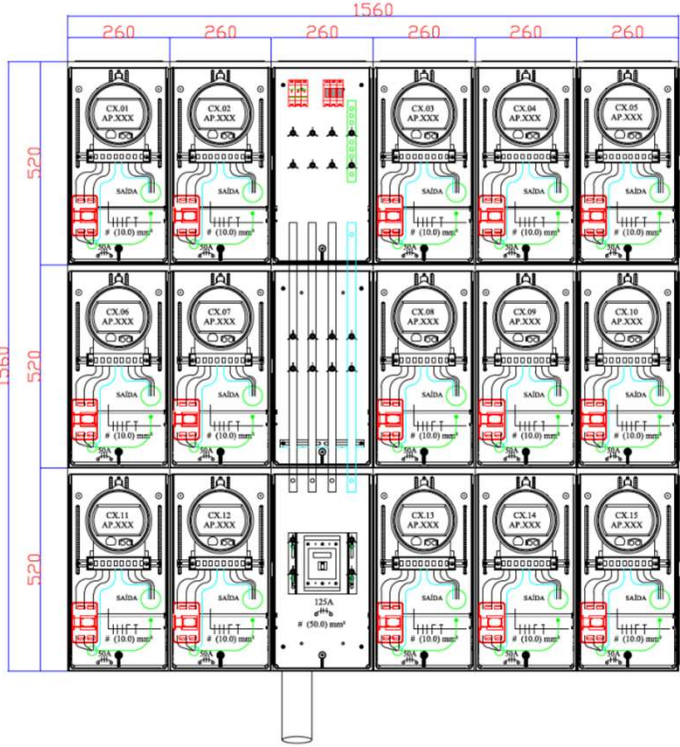 1560
260 260 260 260 260 260
520
CX.01
AP.XXX
SAÍDA
# (10.0) mm²
50A
CX.02
AP.XXX
SAÍDA
# (10.0) mm²
50A
CX.03
AP.XXX
SAÍDA
# (10.0) mm²
50A
CX.04
AP.XXX
SAÍDA
# (10.0) mm²
50A
CX.05
AP.XXX
SAÍDA
# (10.0) mm²
50A
1560
520
CX.06
AP.XXX
SAÍDA
# (10.0) mm²
50A
CX.07
AP.XXX
SAÍDA
# (10.0) mm²
50A
CX.08
AP.XXX
SAÍDA
# (10.0) mm²
50A
CX.09
AP.XXX
SAÍDA
# (10.0) mm²
50A
CX.10
AP.XXX
SAÍDA
# (10.0) mm²
50A
520
CX.11
AP.XXX
SAÍDA
# (10.0) mm²
50A
CX.12
AP.XXX
SAÍDA
# (10.0) mm²
50A
125A
# (50.0) mm²
CX.13
AP.XXX
SAÍDA
# (10.0) mm²
50A
CX.14
AP.XXX
SAÍDA
# (10.0) mm²
50A
CX.15
AP.XXX
SAÍDA
# (10.0) mm²
50A